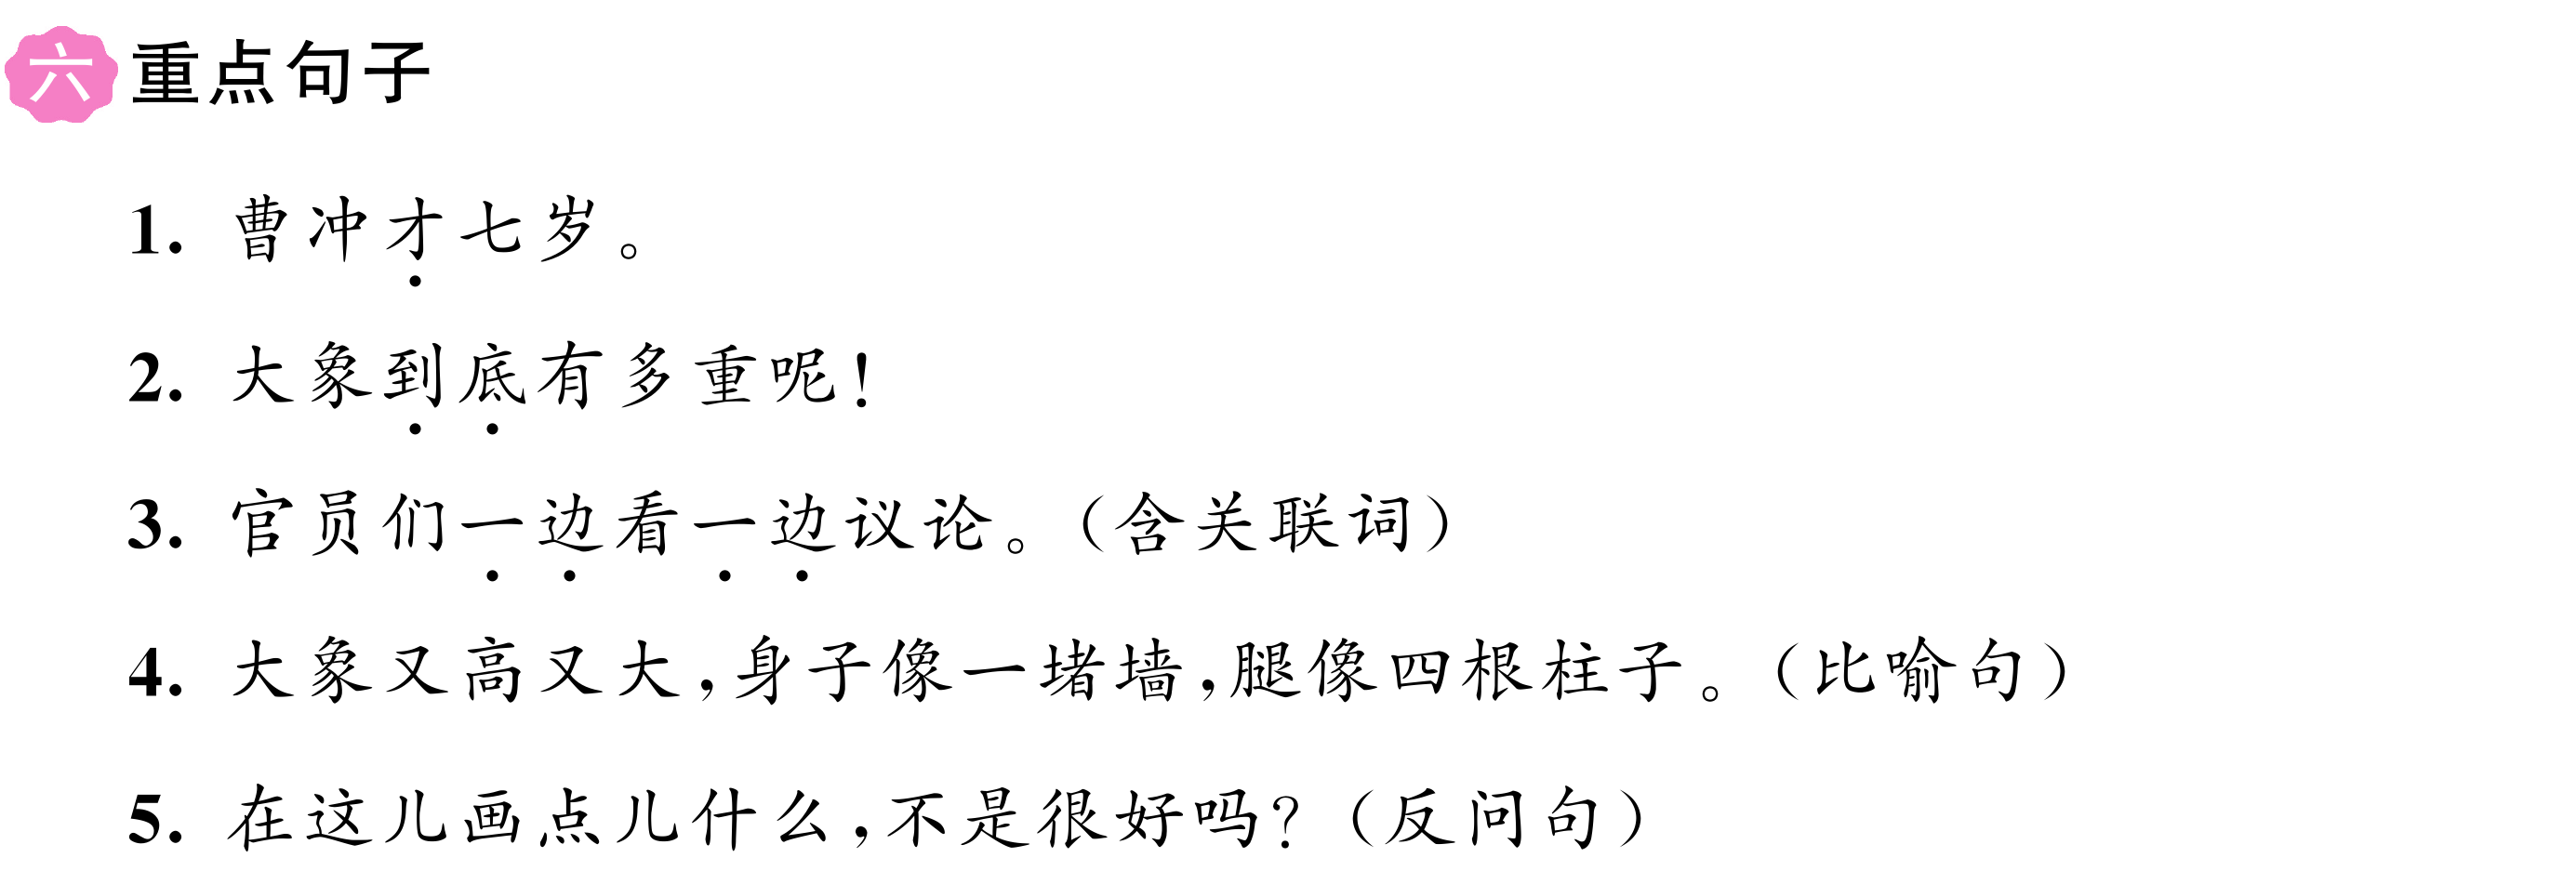 六 重点句子
1. 曹冲才七岁。
2. 大象到底有多重呢！
3. 官员们一边看一边议论。（含关联词）
4. 大象又高又大，身子像一堵墙，腿像四根柱子。（比喻句）
5. 在这儿画点儿什么，不是很好吗？（反问句）